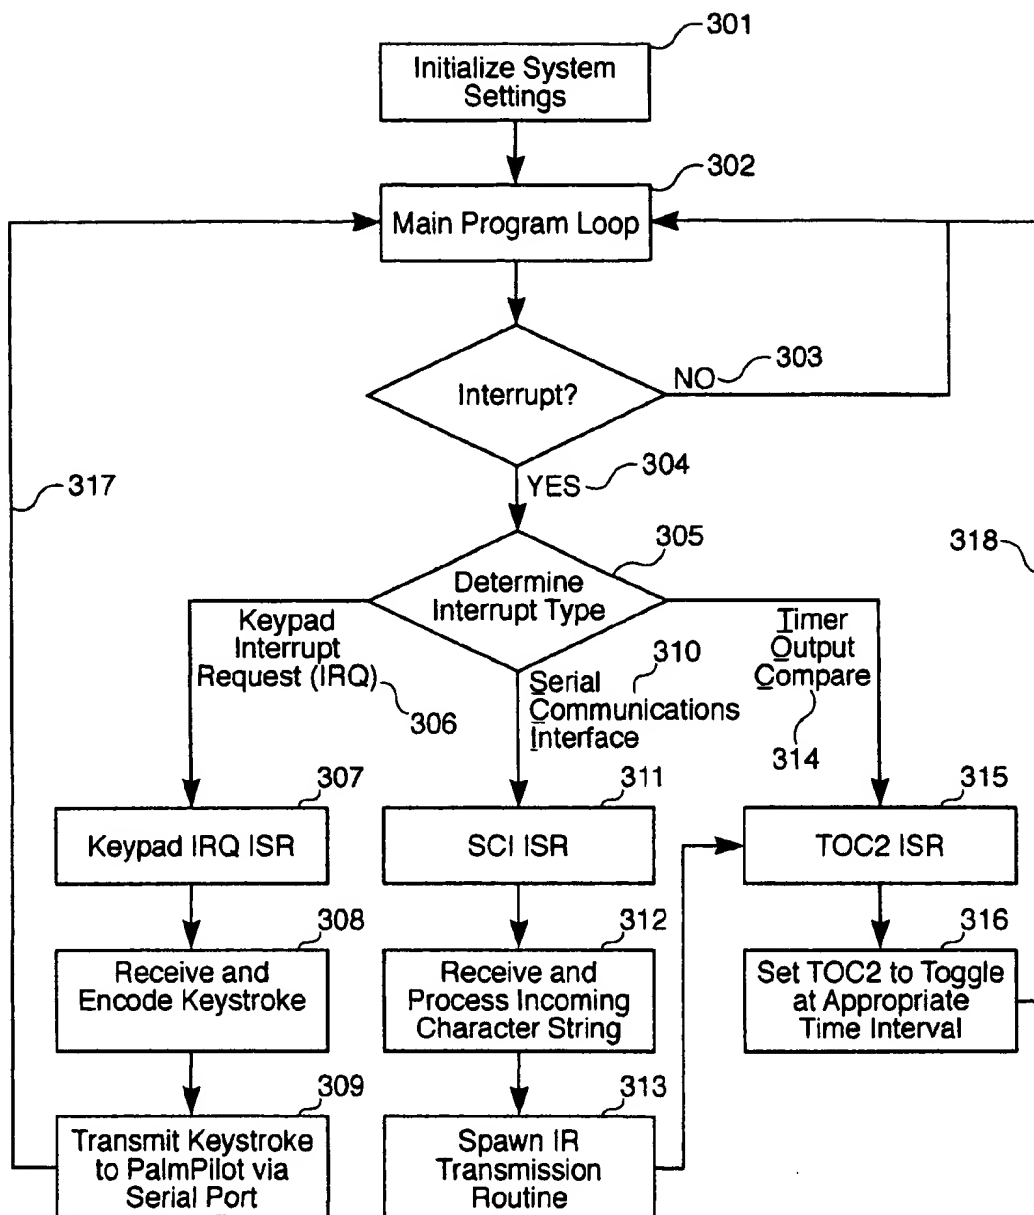 301
Initialize System
Settings
302
Main Program Loop
303
NO
Interrupt?
304
YES
317
305
318
Determine
Interrupt Type
Keypad
Interrupt
Request (IRQ)
306
310
Serial
Communications
Interface
Timer
Output
Compare
314
307
311
315
Keypad IRQ ISR
SCI ISR
TOC2 ISR
308
312
316
Receive and
Encode Keystroke
Receive and
Process Incoming
Character String
Set TOC2 to Toggle
at Appropriate
Time Interval
309
313
Transmit Keystroke
to PalmPilot via
Serial Port
Spawn IR
Transmission
Routine